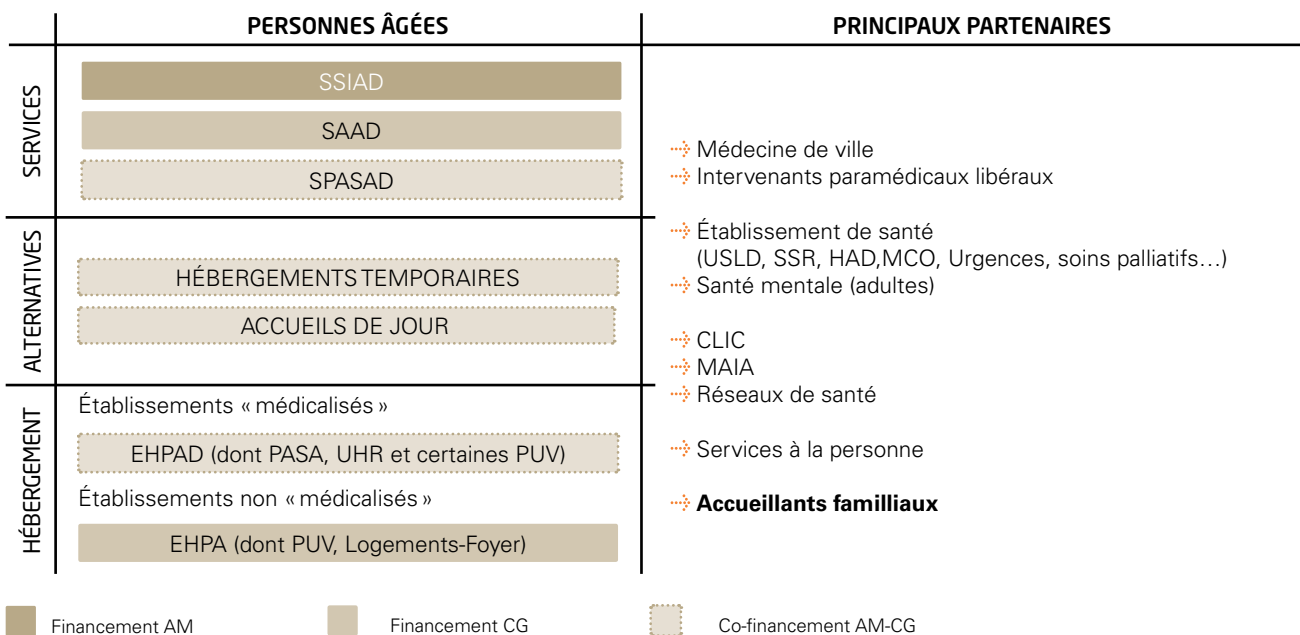 PERSONNES ÂGÉES
PRINCIPAUX PARTENAIRES
SERVICES
SSIAD
SAAD
SPASAD
ALTERNATIVES
HÉBERGEMENTS TEMPORAIRES
ACCUEILS DE JOUR
HÉBERGEMENT
Établissements « médicalisés »
EHPAD (dont PASA, UHR et certaines PUV)
Établissements non « médicalisés »
EHPA (dont PUV, Logements-Foyer)
Médecine de ville
Intervenants paramédicaux libéraux
Établissement de santé
(USLD, SSR, HAD,MCO, Urgences, soins palliatifs…)
Santé mentale (adultes)
CLIC
MAIA
Réseaux de santé
Services à la personne
Accueillants familliaux
Financement AM
Financement CG
Co-financement AM-CG